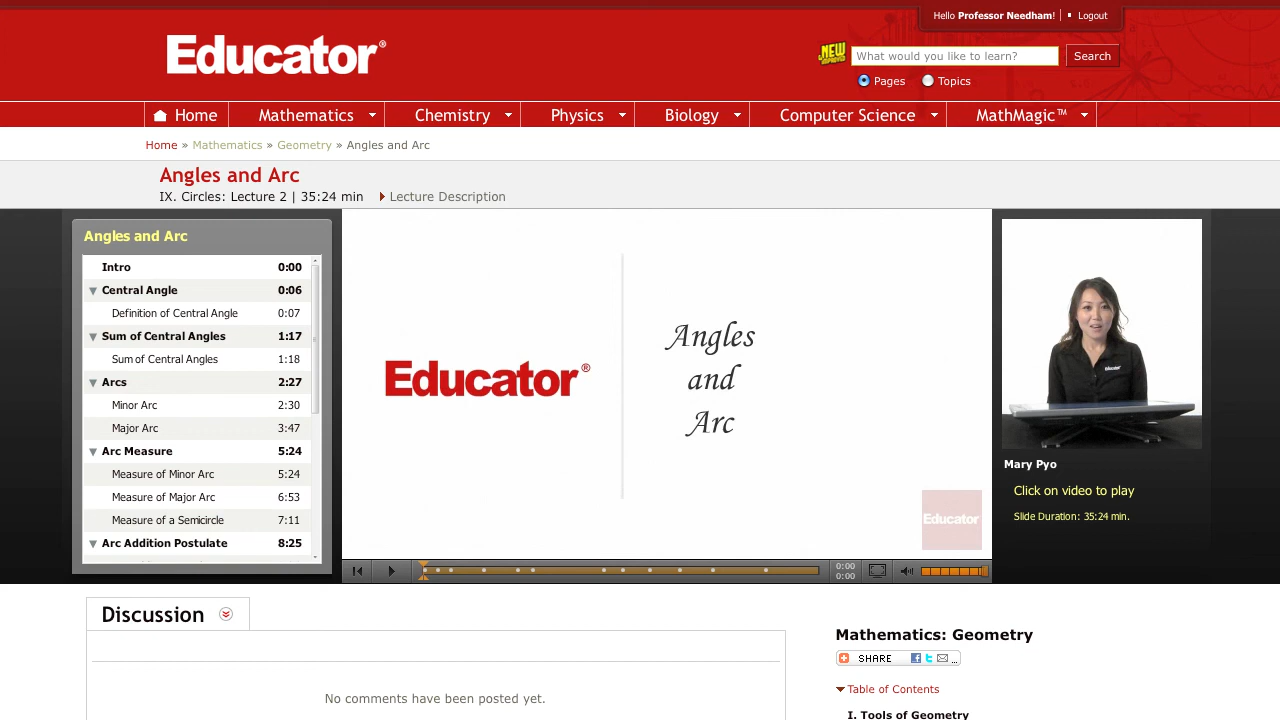 Hello Professor Needham! Logout
Educator®
NEW
What would you like to learn? Search
Pages Topics
Home Mathematics Chemistry Physics Biology Computer Science MathMagic™
Home » Mathematics » Geometry » Angles and Arc
Angles and Arc
IX. Circles: Lecture 2 | 35:24 min Lecture Description
Angles and Arc
Intro 0:00
Central Angle 0:06
Definition of Central Angle 0:07
Sum of Central Angles 1:17
Sum of Central Angles 1:18
Arcs 2:27
Minor Arc 2:30
Major Arc 3:47
Arc Measure 5:24
Measure of Minor Arc 5:24
Measure of Major Arc 6:53
Measure of a Semicircle 7:11
Arc Addition Postulate 8:25
Educator®
Angles
and
Arc
Educator
0:00
0:00
Educator
Mary Pyo
Click on video to play
Slide Duration: 35:24 min.
Discussion
No comments have been posted yet.
Mathematics: Geometry
SHARE ...
Table of Contents
I. Tools of Geometry